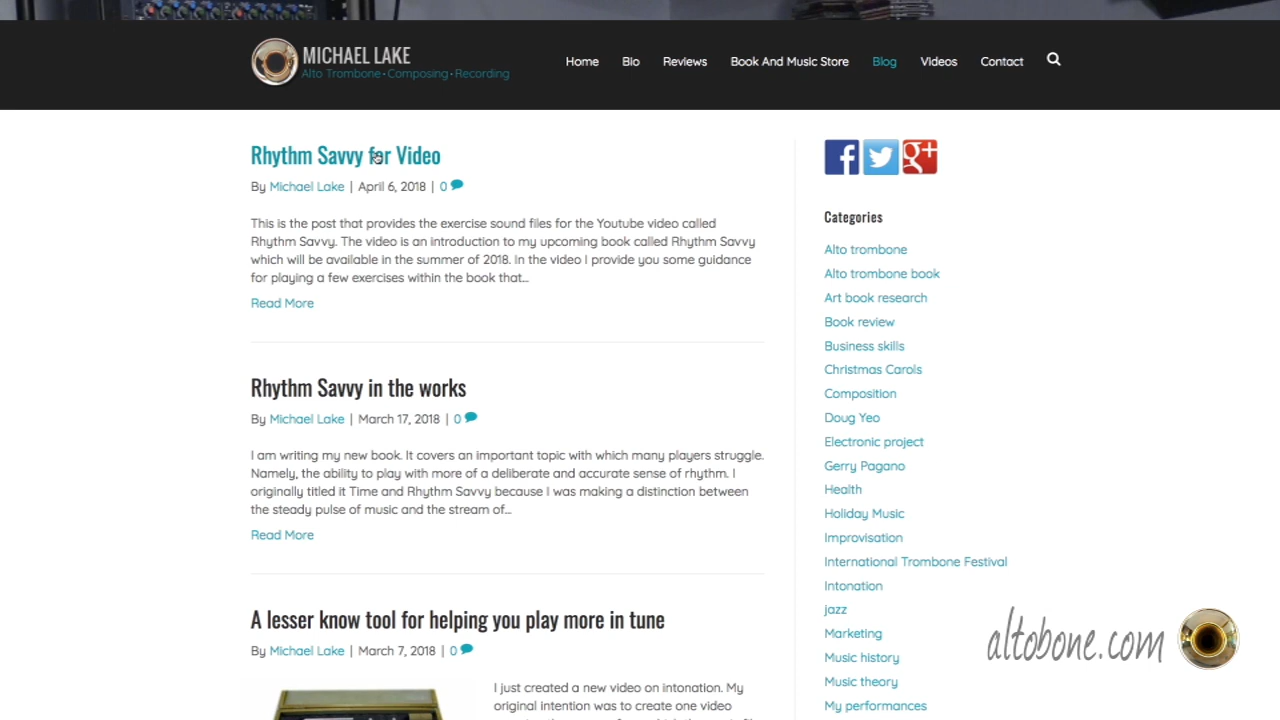 MICHAEL LAKE
Alto Trombone · Composing · Recording
Home Bio Reviews Book And Music Store Blog Videos Contact
Rhythm Savvy for Video
By Michael Lake | April 6, 2018 | 0
This is the post that provides the exercise sound files for the Youtube video called
Rhythm Savvy. The video is an introduction to my upcoming book called Rhythm Savvy
which will be available in the summer of 2018. In the video I provide you some guidance
for playing a few exercises within the book that...
Read More
Rhythm Savvy in the works
By Michael Lake | March 17, 2018 | 0
I am writing my new book. It covers an important topic with which many players struggle.
Namely, the ability to play with more of a deliberate and accurate sense of rhythm. I
originally titled it Time and Rhythm Savvy because I was making a distinction between
the steady pulse of music and the stream of...
Read More
A lesser know tool for helping you play more in tune
By Michael Lake | March 7, 2018 | 0
I just created a new video on intonation. My
original intention was to create one video
f
g+
Categories
Alto trombone
Alto trombone book
Art book research
Book review
Business skills
Christmas Carols
Composition
Doug Yeo
Electronic project
Gerry Pagano
Health
Holiday Music
Improvisation
International Trombone Festival
Intonation
jazz
Marketing
Music history
Music theory
My performances
altobone.com